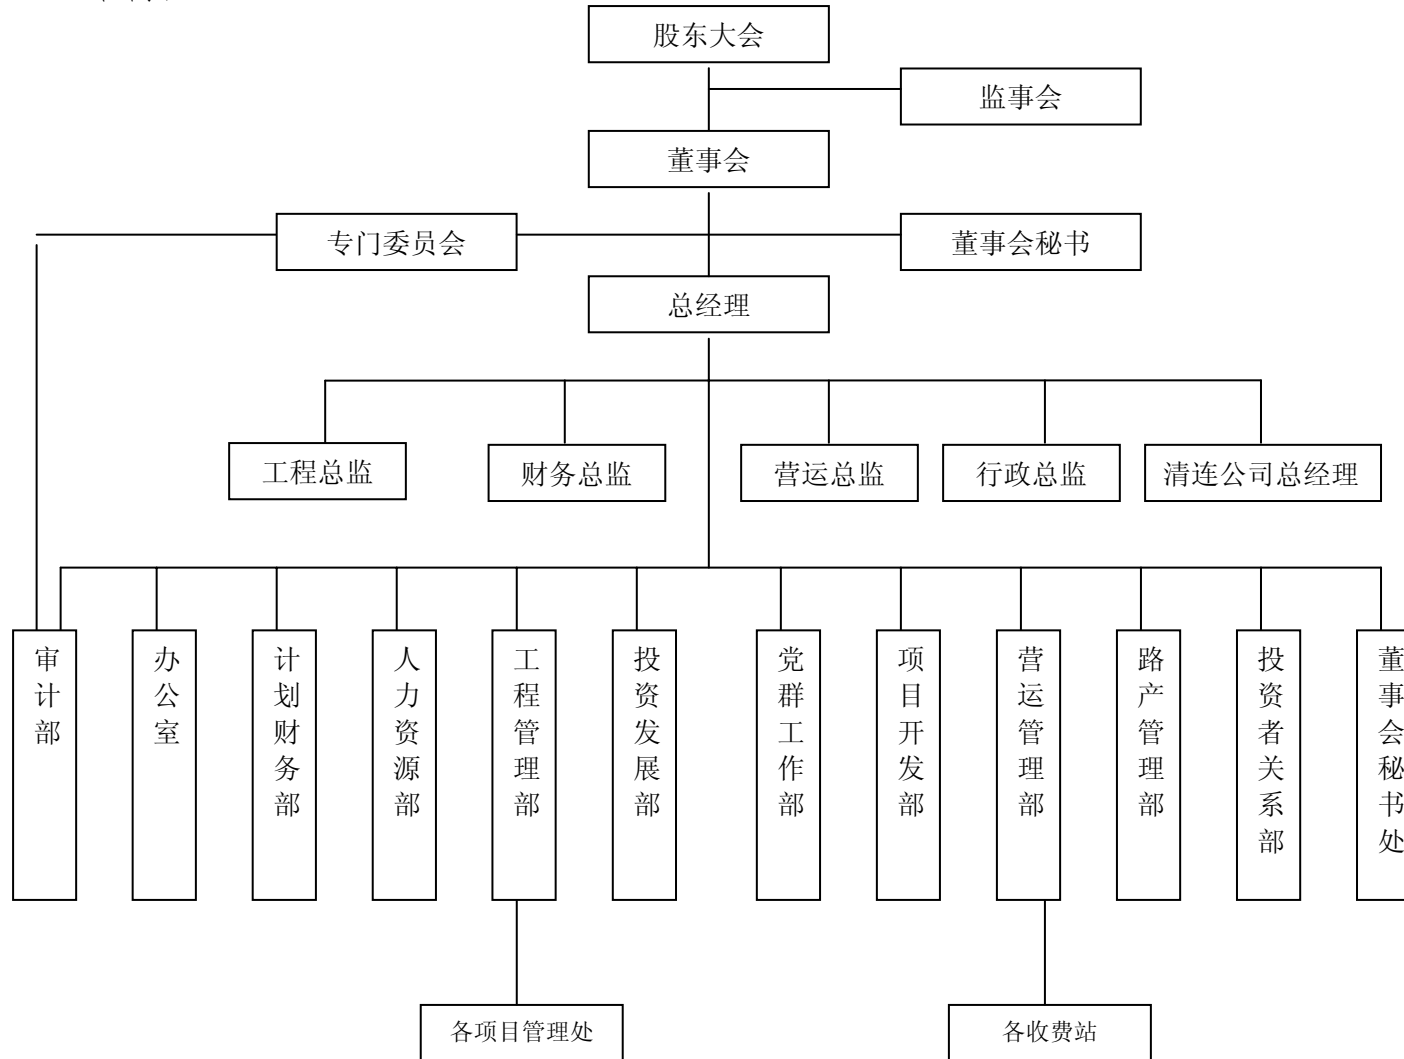 股东大会
监事会
董事会
专门委员会
董事会秘书
总经理
工程总监
财务总监
营运总监
行政总监
清连公司总经理
审计部
办公室
计划财务部
人力资源部
工程管理部
投资发展部
党群工作部
项目开发部
营运管理部
路产管理部
投资者关系部
董事会秘书处
各项目管理处
各收费站